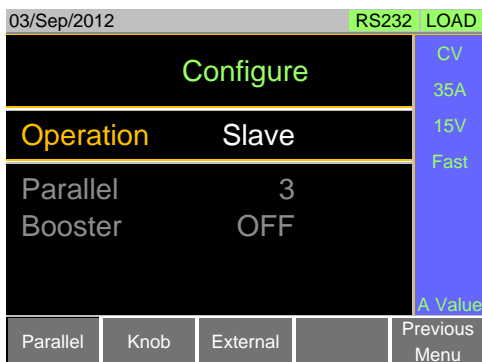 03/Sep/2012 RS232 LOAD
Configure
Operation Slave
Parallel 3
Booster OFF
CV
35A
15V
Fast
A Value
Parallel Knob External Previous Menu